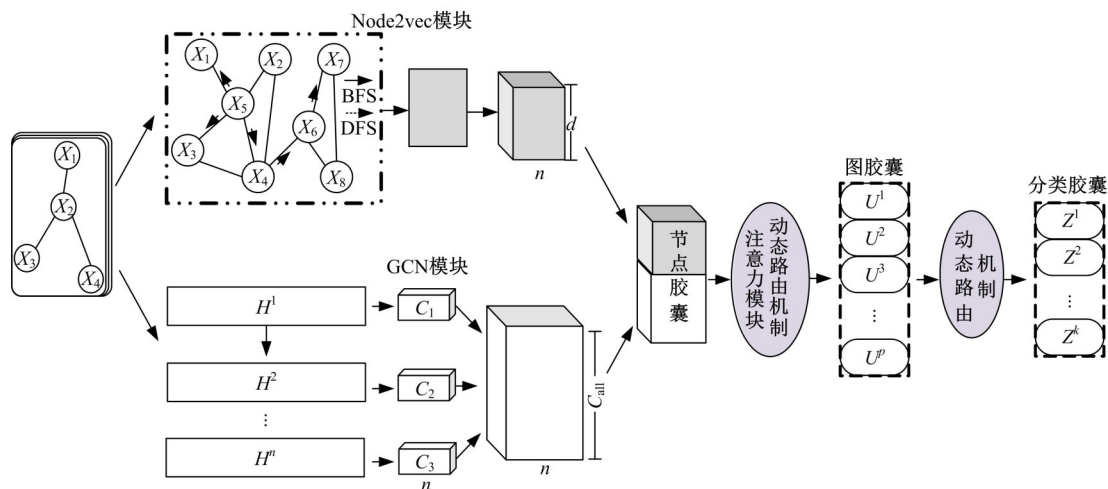 Node2vec模块
X1
X2
X7
BFS
DFS
X5
X6
X3
X4
X8
d
n
X1
X2
X3
X4
GCN模块
H1
C1
H2
C2
⋮
Hn
C3
n
Call
n
节点胶囊
注意力模块
动态路由机制
图胶囊
U1
U2
U3
⋮
Up
动态路由
机制
分类胶囊
Z1
Z2
⋮
Zk